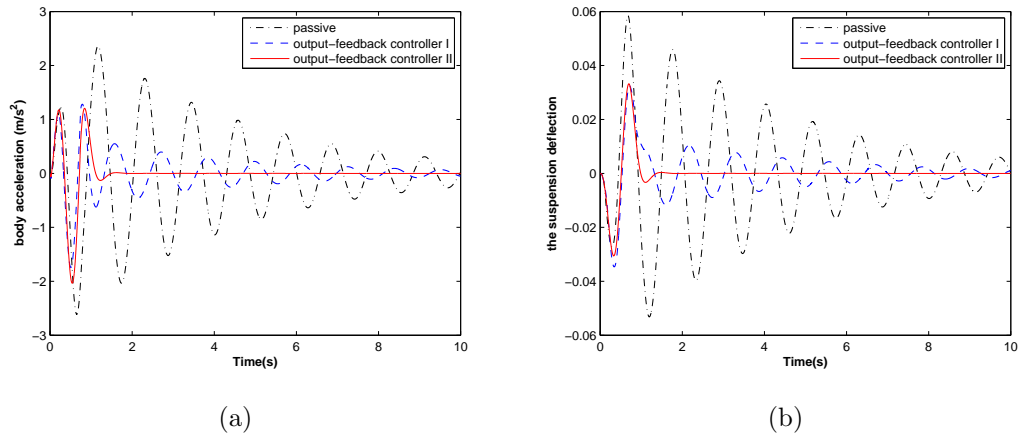 3
2
1
0
−1
−2
−3
0 2 4 6 8 10
Time(s)
body acceleration (m/s²)
passive
output−feedback controller I
output−feedback controller II
(a)
0.06
0.04
0.02
0
−0.02
−0.04
−0.06
0 2 4 6 8 10
Time(s)
the suspension deflection
passive
output−feedback controller I
output−feedback controller II
(b)